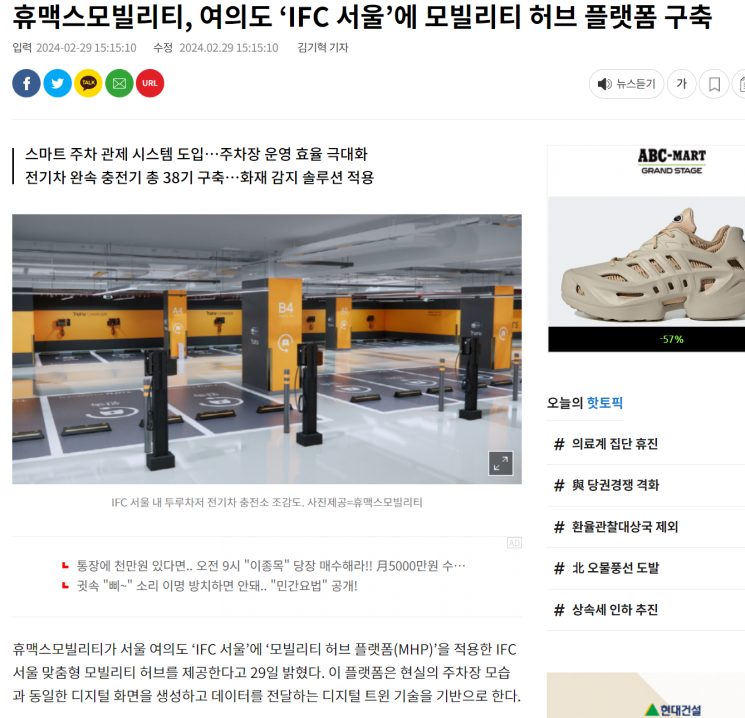 휴맥스모빌리티, 여의도 ‘IFC 서울’에 모빌리티 허브 플랫폼 구축
입력 2024-02-29 15:15:10 수정 2024.02.29 15:15:10 김기혁 기자
TALK
URL
뉴스듣기 가
스마트 주차 관제 시스템 도입…주차장 운영 효율 극대화
전기차 완속 충전기 총 38기 구축…화재 감지 솔루션 적용
A4
B4
IFC 서울 내 투루차저 전기차 충전소 조감도. 사진제공=휴맥스모빌리티
AD
통장에 천만원 있다면.. 오전 9시 "이종목" 당장 매수해라!! 月5000만원 수…
귓속 "삐~" 소리 이명 방치하면 안돼.. "민간요법" 공개!
휴맥스모빌리티가 서울 여의도 ‘IFC 서울’에 ‘모빌리티 허브 플랫폼(MHP)’을 적용한 IFC
서울 맞춤형 모빌리티 허브를 제공한다고 29일 밝혔다. 이 플랫폼은 현실의 주차장 모습
과 동일한 디지털 화면을 생성하고 데이터를 전달하는 디지털 트윈 기술을 기반으로 한다.
ABC-MART
GRAND STAGE
-57%
오늘의 핫토픽
# 의료계 집단 휴진
# 與 당권경쟁 격화
# 환율관찰대상국 제외
# 北 오물풍선 도발
# 상속세 인하 추진
현대건설